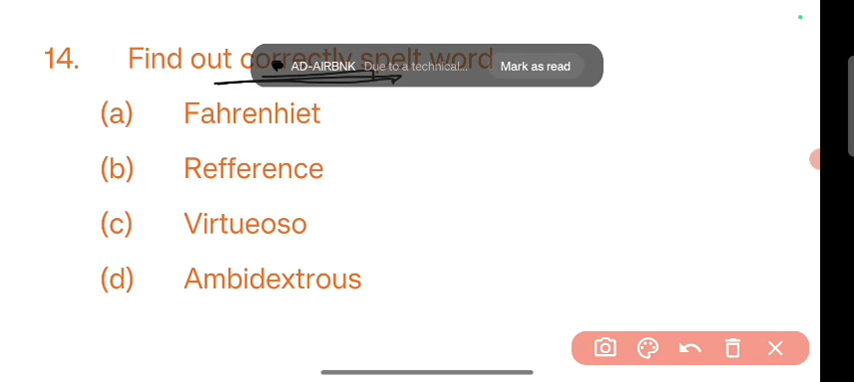 14. Find out correctly spelt word
AD-AIRBNK Due to a technical... Mark as read
(a) Fahrenhiet
(b) Refference
(c) Virtueoso
(d) Ambidextrous